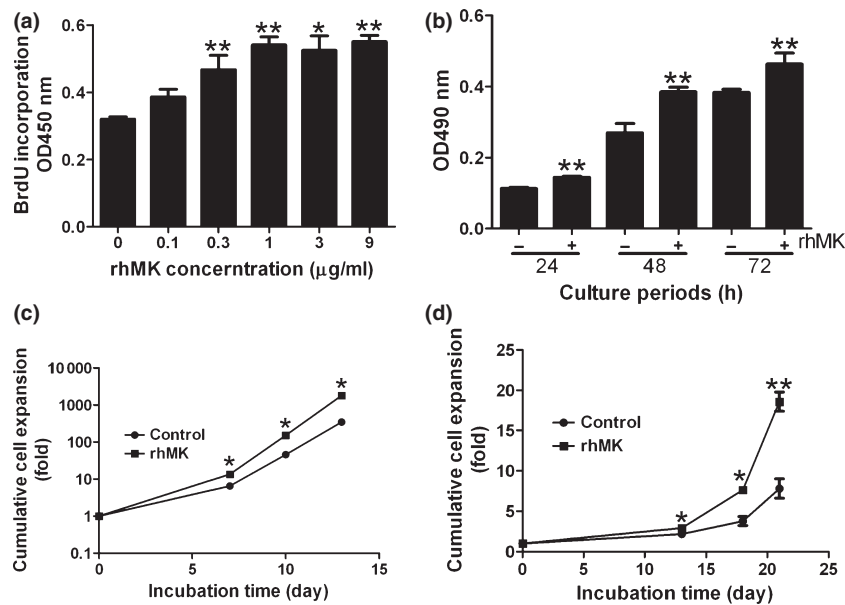 (a)
BrdU incorporation
OD450 nm
0.6
0.4
0.2
0.0
** ** * **
0 0.1 0.3 1 3 9
rhMK concerntration (μg/ml)
(b)
OD490 nm
0.6
0.4
0.2
0.0
** ** **
– + – + – + rhMK
24 48 72
Culture periods (h)
(c)
Cumulative cell expansion
(fold)
10 000
1000
100
10
1
0.1
Control
rhMK
* * *
0 5 10 15
Incubation time (day)
(d)
Cumulative cell expansion
(fold)
25
20
15
10
5
0
Control
rhMK
* * **
0 5 10 15 20 25
Incubation time (day)